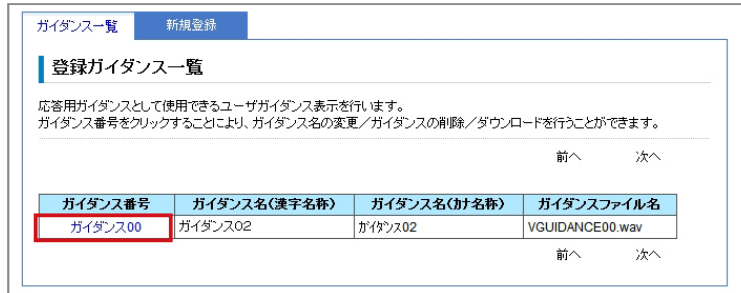 ガイダンス一覧 新規登録
登録ガイダンス一覧
応答用ガイダンスとして使用できるユーザガイダンス表示を行います。
ガイダンス番号をクリックすることにより、ガイダンス名の変更／ガイダンスの削除／ダウンロードを行うことができます。
前へ 次へ
ガイダンス番号 ガイダンス名(漢字名称) ガイダンス名(ｶﾅ名称) ガイダンスファイル名
ガイダンス00 ガイダンス02 ｶﾞｲﾀﾞﾝｽ02 VGUIDANCE00.wav
前へ 次へ